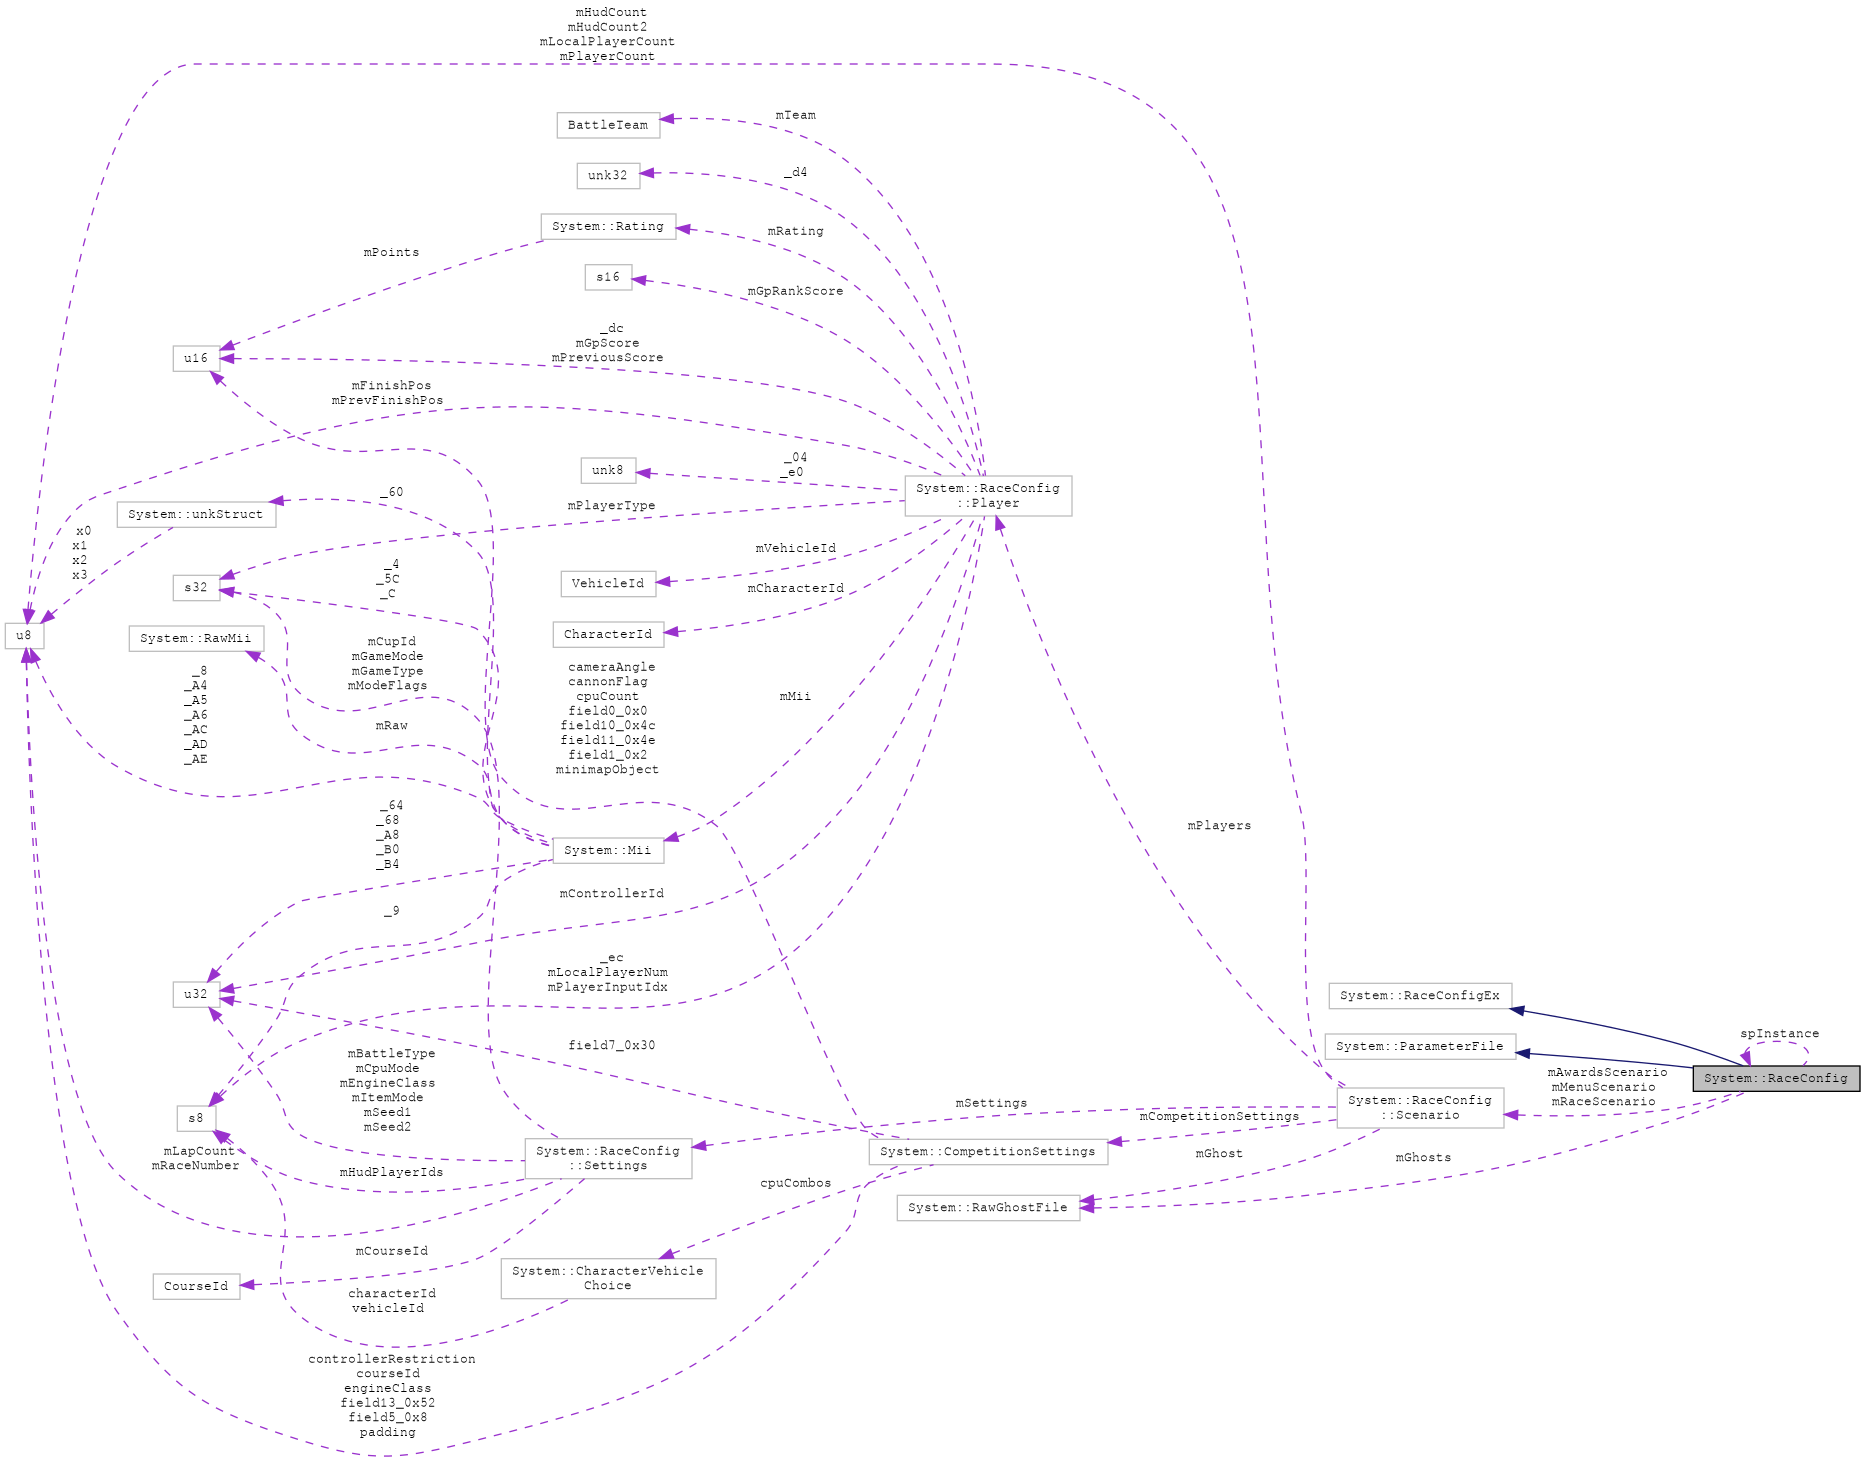 mHudCount
mHudCount2
mLocalPlayerCount
mPlayerCount
BattleTeam
mTeam
unk32
_d4
System::Rating
mRating
mPoints
s16
mGpRankScore
u16
_dc
mGpScore
mPreviousScore
mFinishPos
mPrevFinishPos
unk8
_04
_e0
System::RaceConfig
::Player
_60
mPlayerType
System::unkStruct
x0
x1
x2
x3
mVehicleId
s32
_4
_5C
_C
VehicleId
mCharacterId
u8
System::RawMii
CharacterId
mCupId
mGameMode
mGameType
mModeFlags
cameraAngle
cannonFlag
cpuCount
field0_0x0
field10_0x4c
field11_0x4e
field1_0x2
minimapObject
_8
_A4
_A5
_A6
_AC
_AD
_AE
mRaw
mMii
_64
_68
_A8
_B0
_B4
System::Mii
mPlayers
mControllerId
_9
_ec
mLocalPlayerNum
mPlayerInputIdx
u32
System::RaceConfigEx
spInstance
field7_0x30
System::ParameterFile
System::RaceConfig
mBattleType
mCpuMode
mEngineClass
mItemMode
mSeed1
mSeed2
mAwardsScenario
mMenuScenario
mRaceScenario
s8
mSettings
System::RaceConfig
::Scenario
mCompetitionSettings
mLapCount
mRaceNumber
mHudPlayerIds
System::RaceConfig
::Settings
System::CompetitionSettings
mGhost
mGhosts
cpuCombos
System::RawGhostFile
mCourseId
CourseId
System::CharacterVehicle
Choice
characterId
vehicleId
controllerRestriction
courseId
engineClass
field13_0x52
field5_0x8
padding